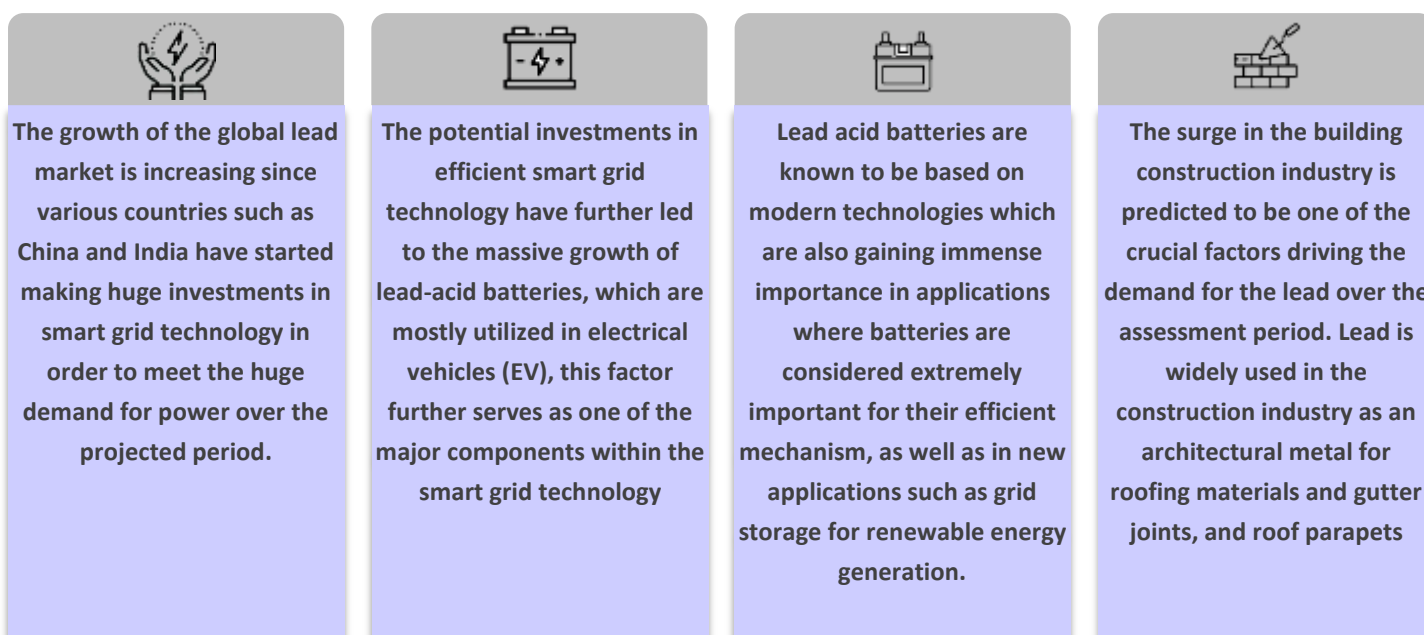 The growth of the global lead
market is increasing since
various countries such as
China and India have started
making huge investments in
smart grid technology in
order to meet the huge
demand for power over the
projected period.
The potential investments in
efficient smart grid
technology have further led
to the massive growth of
lead-acid batteries, which are
mostly utilized in electrical
vehicles (EV), this factor
further serves as one of the
major components within the
smart grid technology
Lead acid batteries are
known to be based on
modern technologies which
are also gaining immense
importance in applications
where batteries are
considered extremely
important for their efficient
mechanism, as well as in new
applications such as grid
storage for renewable energy
generation.
The surge in the building
construction industry is
predicted to be one of the
crucial factors driving the
demand for the lead over the
assessment period. Lead is
widely used in the
construction industry as an
architectural metal for
roofing materials and gutter
joints, and roof parapets